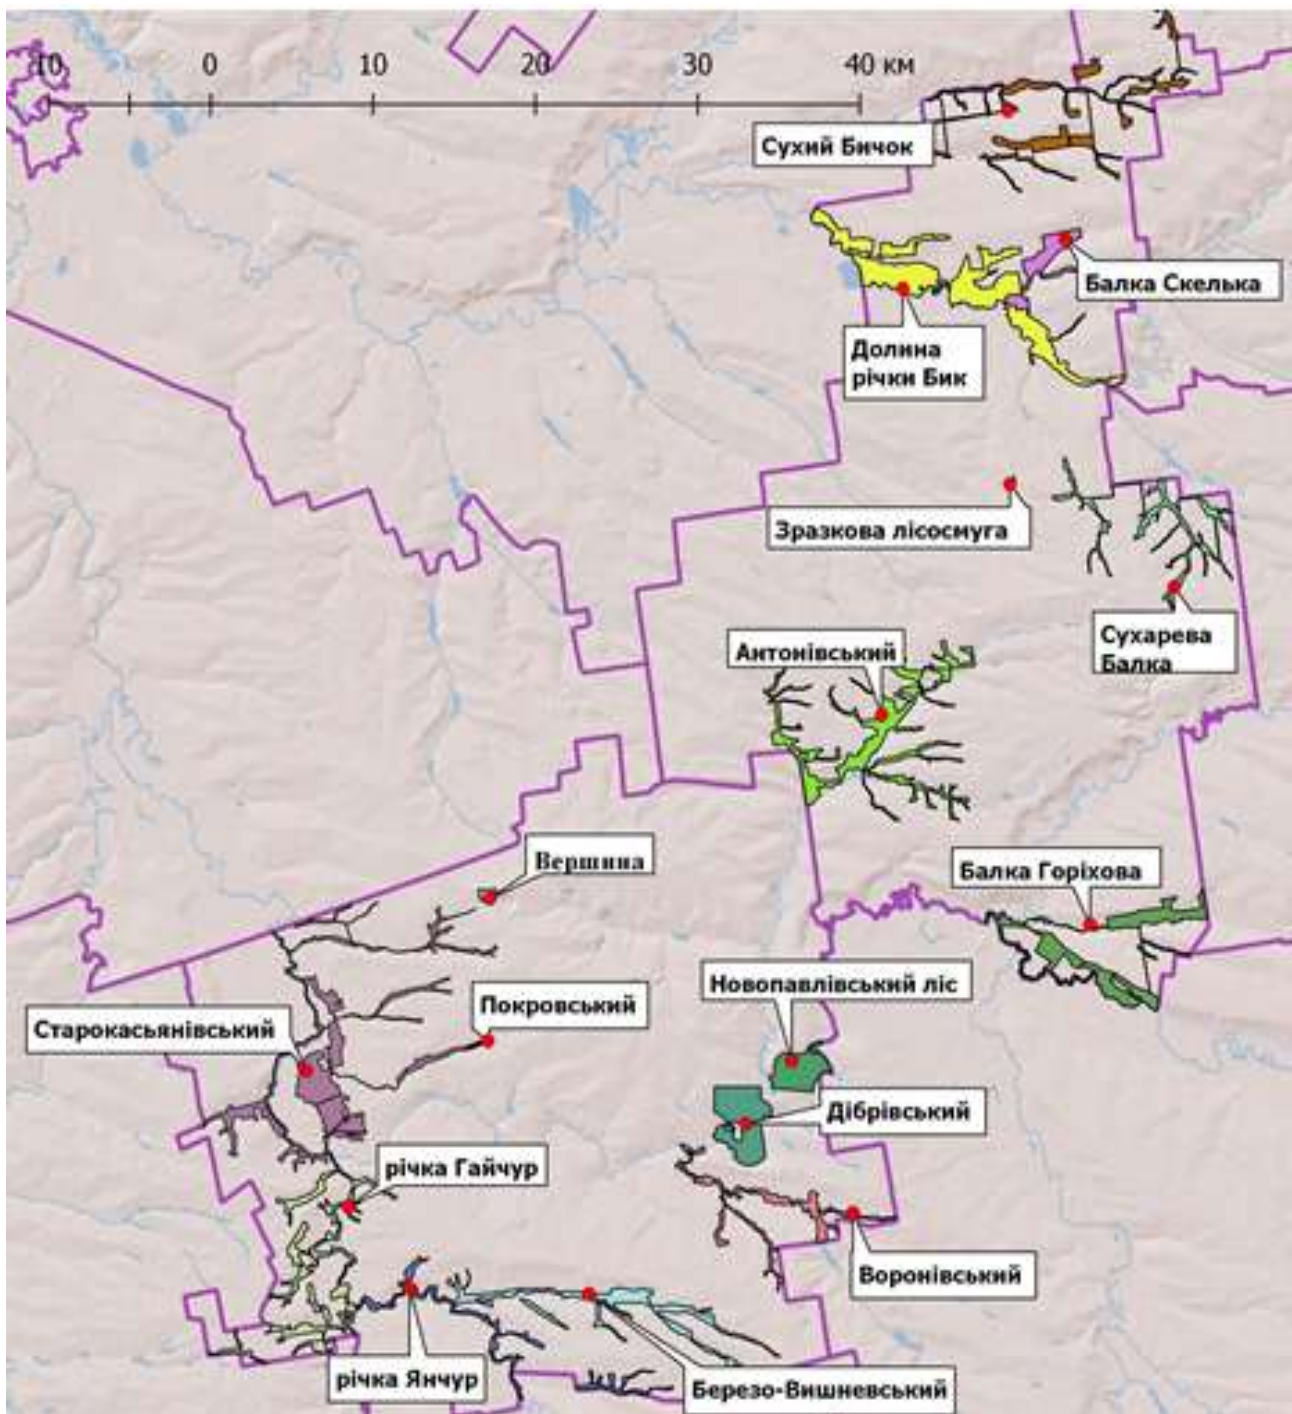 10 0 10 20 30 40 км
Сухий Бичок
Балка Скелька
Долина
річки Бик
Зразкова лісосмуга
Сухарева
Балка
Антонівський
Вершина
Балка Горіхова
Новопавлівський ліс
Покровський
Старокасьянівський
Дібрівський
річка Гайчур
Воронівський
річка Янчур
Березо-Вишневський